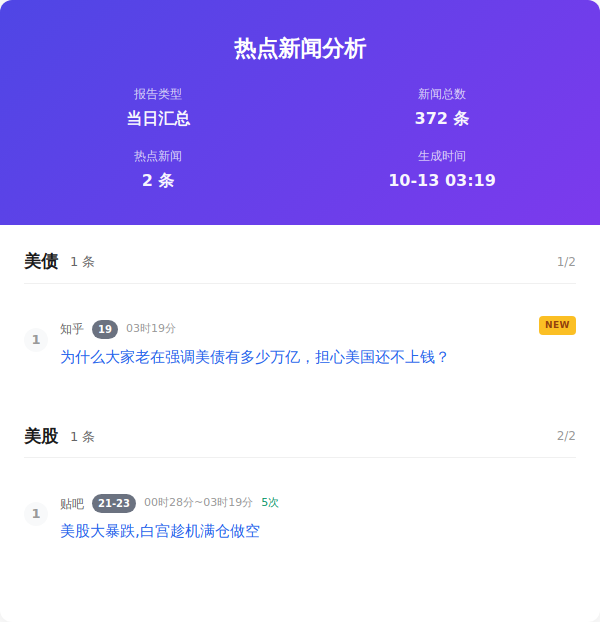 热点新闻分析
报告类型
当日汇总
新闻总数
372 条
热点新闻
2 条
生成时间
10-13 03:19
美债 1 条 1/2
1 知乎 19 03时19分 NEW
为什么大家老在强调美债有多少万亿，担心美国还不上钱？
美股 1 条 2/2
1 贴吧 21-23 00时28分~03时19分 5次
美股大暴跌,白宫趁机满仓做空